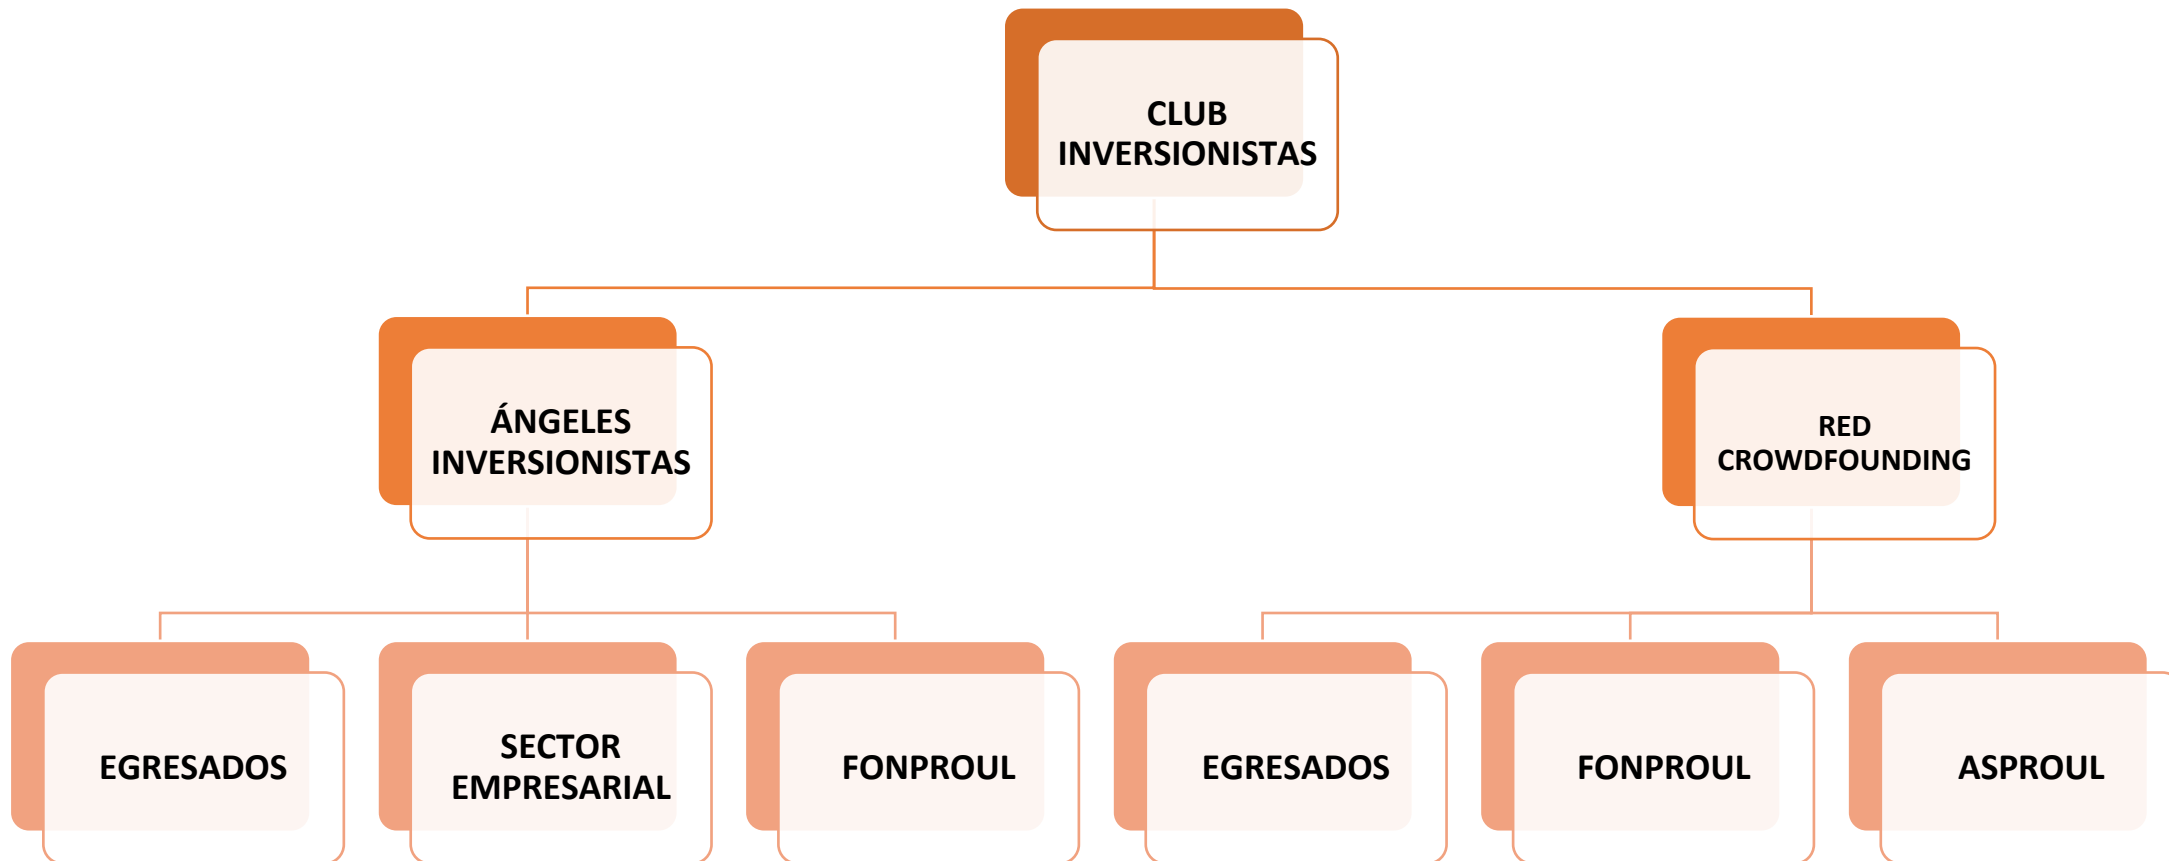 CLUB
INVERSIONISTAS
ÁNGELES
INVERSIONISTAS
RED
CROWDFOUNDING
EGRESADOS
SECTOR
EMPRESARIAL
FONPROUL
EGRESADOS
FONPROUL
ASPROUL